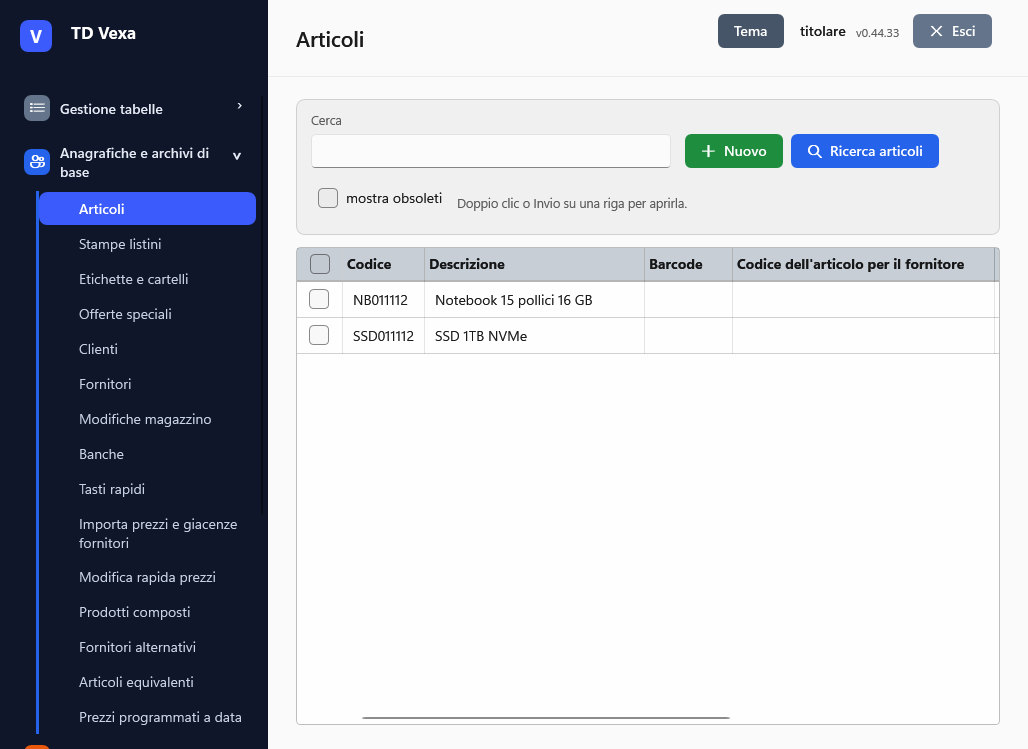 V TD Vexa
Gestione tabelle
Anagrafiche e archivi di
base
Articoli
Stampe listini
Etichette e cartelli
Offerte speciali
Clienti
Fornitori
Modifiche magazzino
Banche
Tasti rapidi
Importa prezzi e giacenze
fornitori
Modifica rapida prezzi
Prodotti composti
Fornitori alternativi
Articoli equivalenti
Prezzi programmati a data
Articoli
Tema titolare v0.44.33 Esci
Cerca
Nuovo Ricerca articoli
mostra obsoleti Doppio clic o Invio su una riga per aprirla.
Codice Descrizione Barcode Codice dell'articolo per il fornitore
NB011112 Notebook 15 pollici 16 GB
SSD011112 SSD 1TB NVMe